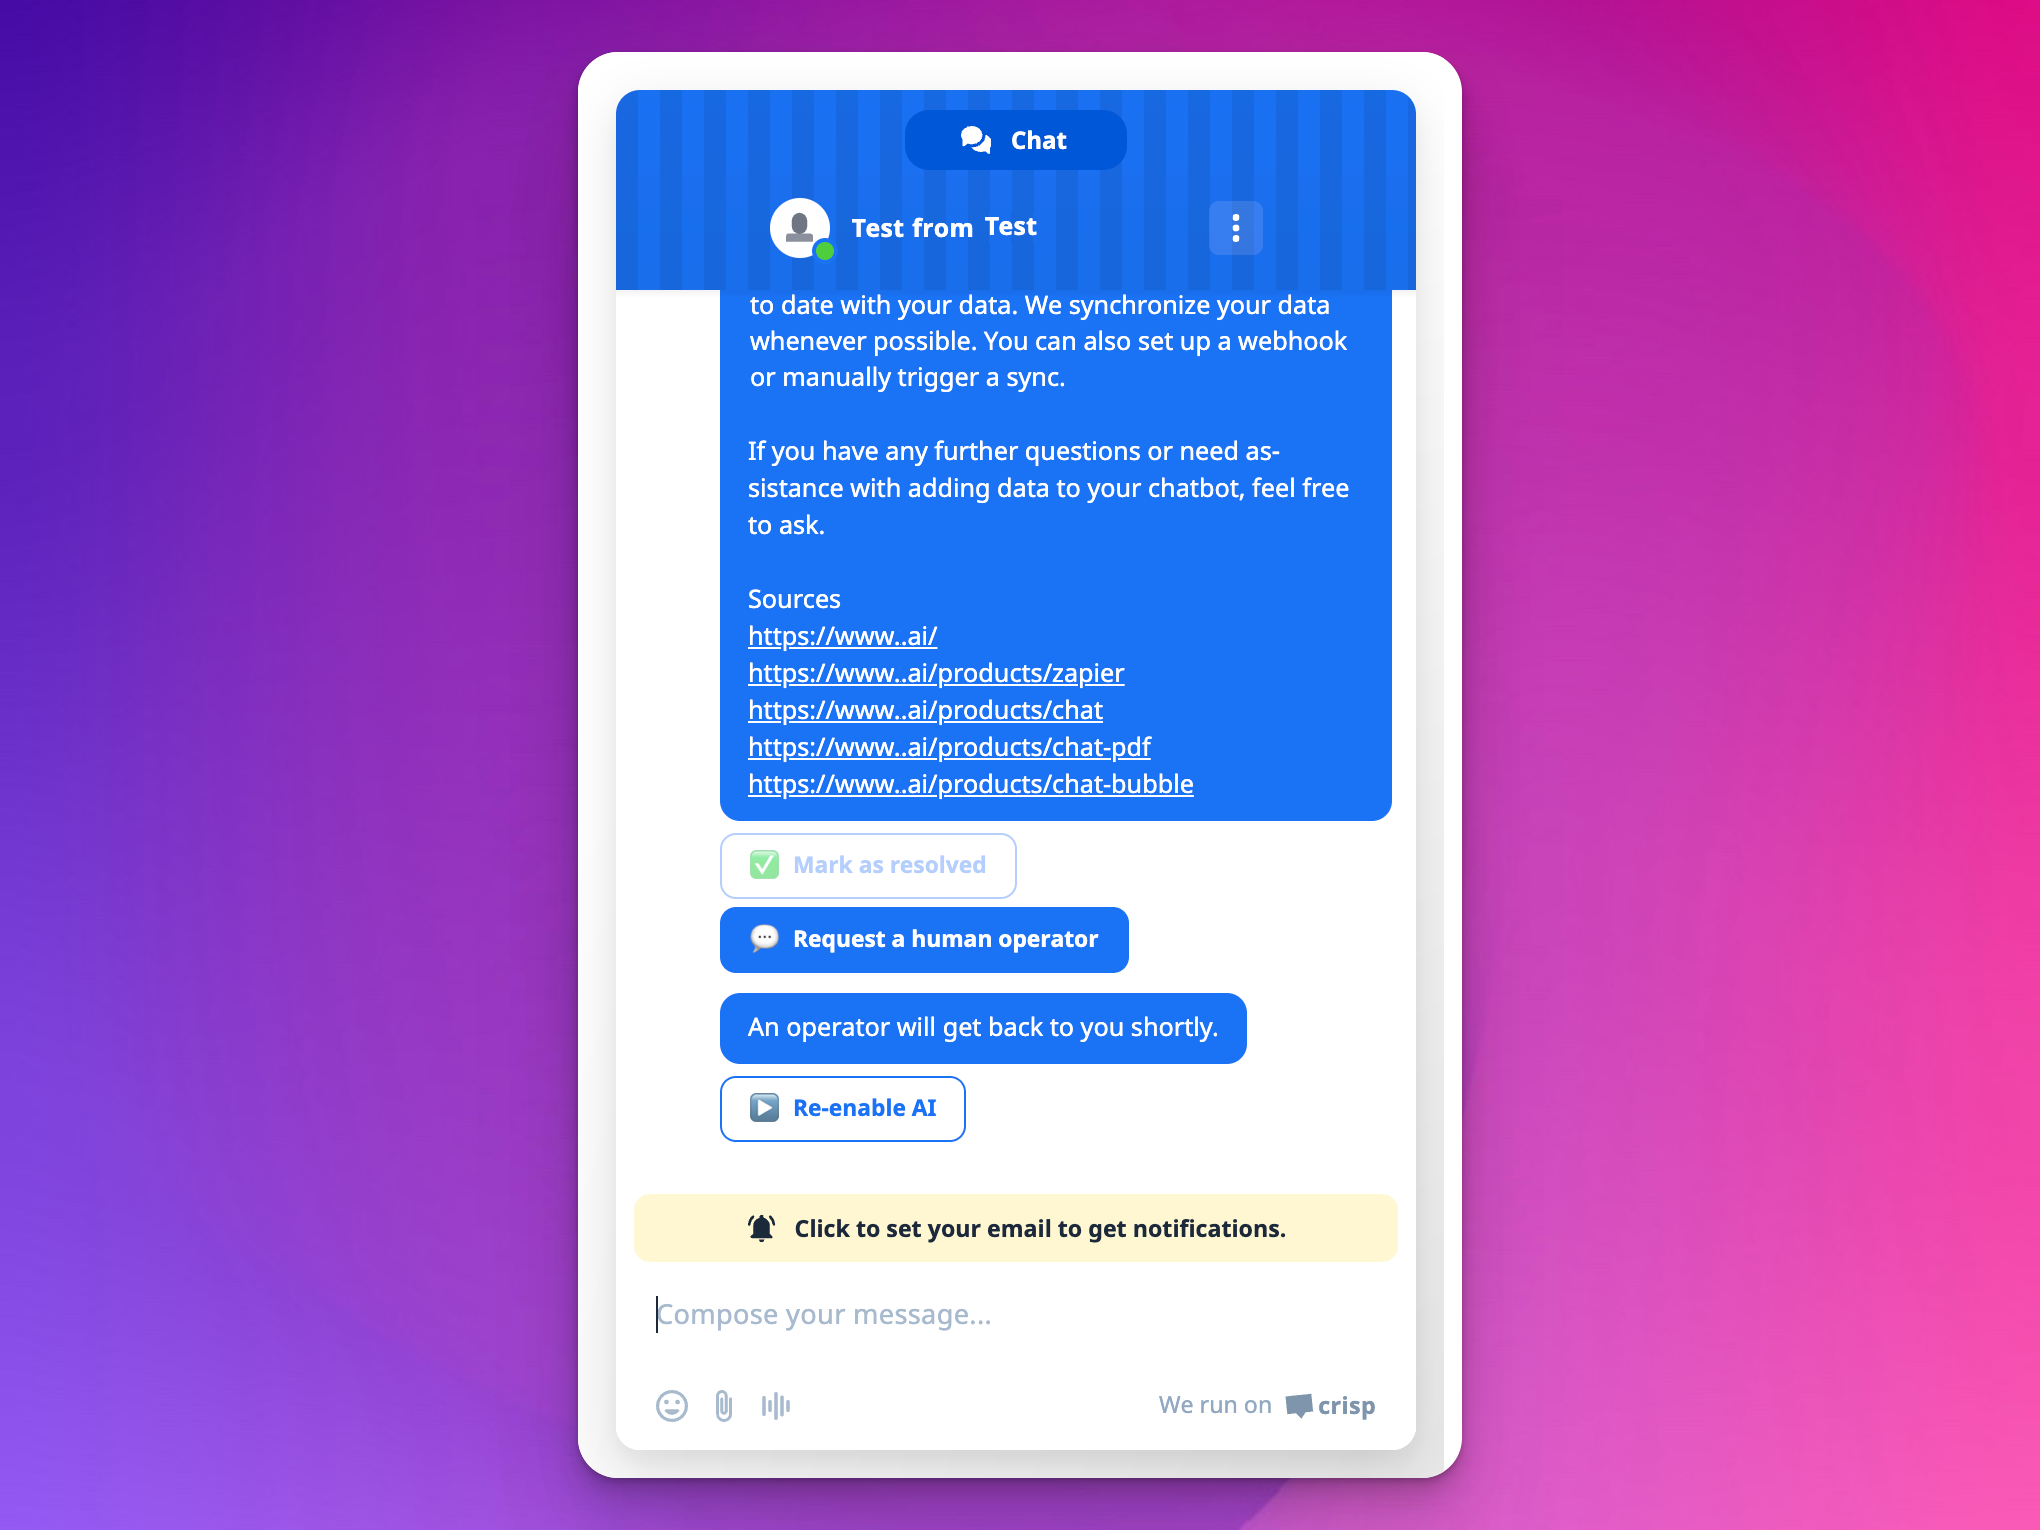 Chat
Test from Test
to date with your data. We synchronize your data
whenever possible. You can also set up a webhook
or manually trigger a sync.
If you have any further questions or need as-
sistance with adding data to your chatbot, feel free
to ask.
Sources
https://www..ai/
https://www..ai/products/zapier
https://www..ai/products/chat
https://www..ai/products/chat-pdf
https://www..ai/products/chat-bubble
Mark as resolved
Request a human operator
An operator will get back to you shortly.
Re-enable AI
Click to set your email to get notifications.
Compose your message...
We run on crisp